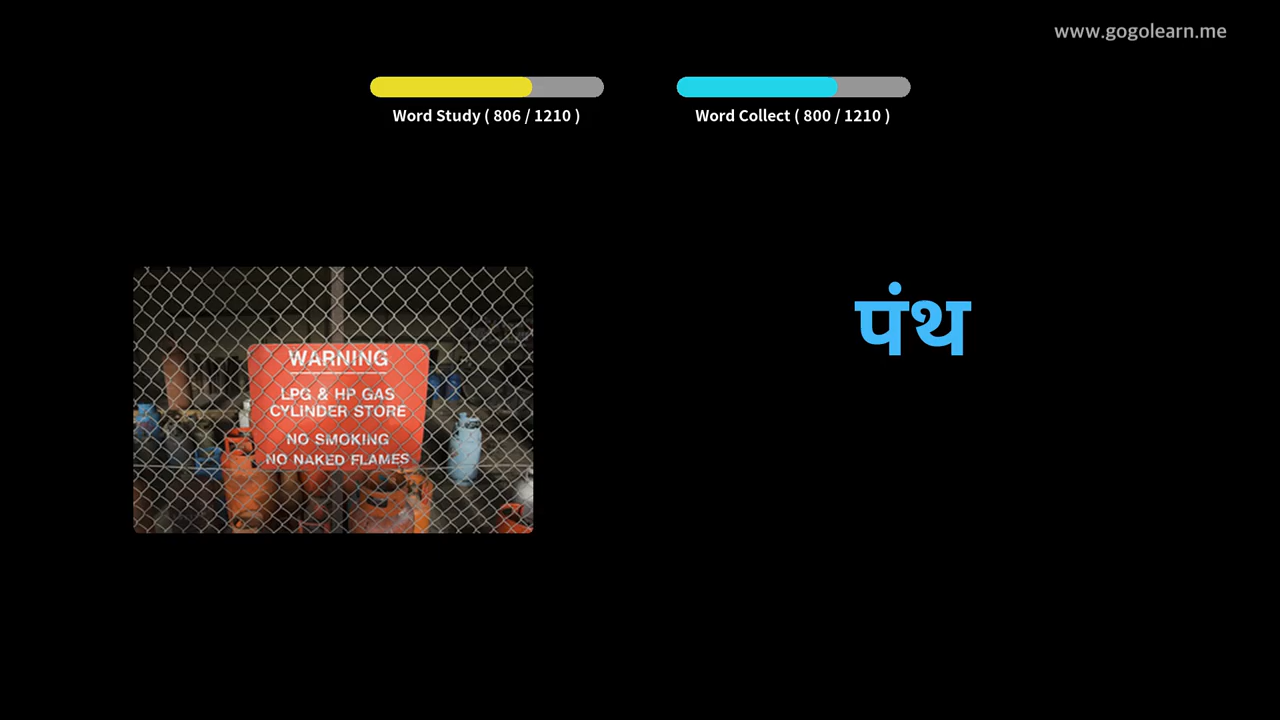 www.gogolearn.me
Word Study ( 806 / 1210 )
Word Collect ( 800 / 1210 )
पंथ
WARNING
LPG & HP GAS
CYLINDER STORE
NO SMOKING
NO NAKED FLAMES